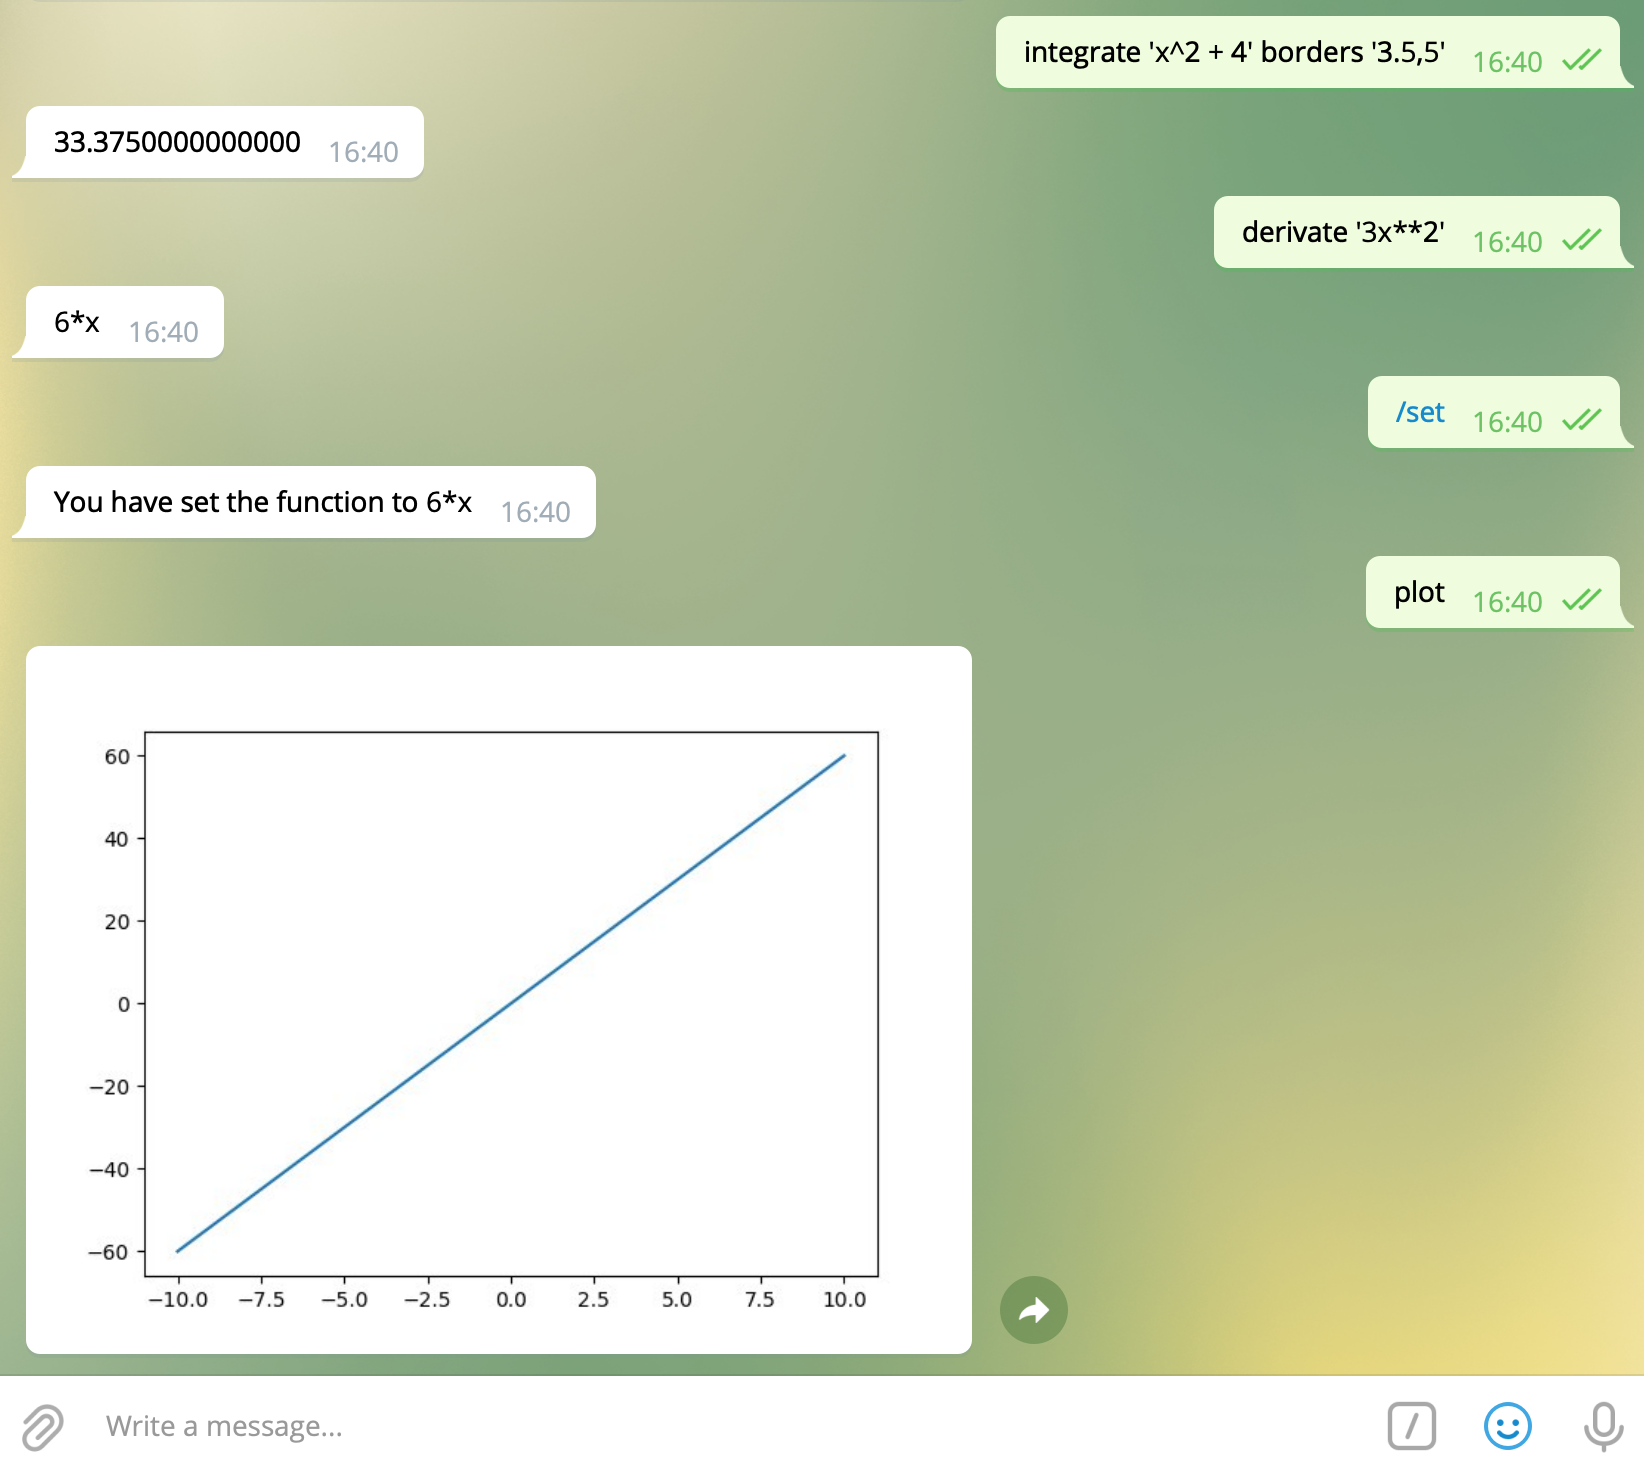 integrate 'x^2 + 4' borders '3.5,5' 16:40
33.3750000000000 16:40
derivate '3x**2' 16:40
6*x 16:40
/set 16:40
You have set the function to 6*x 16:40
plot 16:40
60
40
20
0
−20
−40
−60
−10.0 −7.5 −5.0 −2.5 0.0 2.5 5.0 7.5 10.0
Write a message...